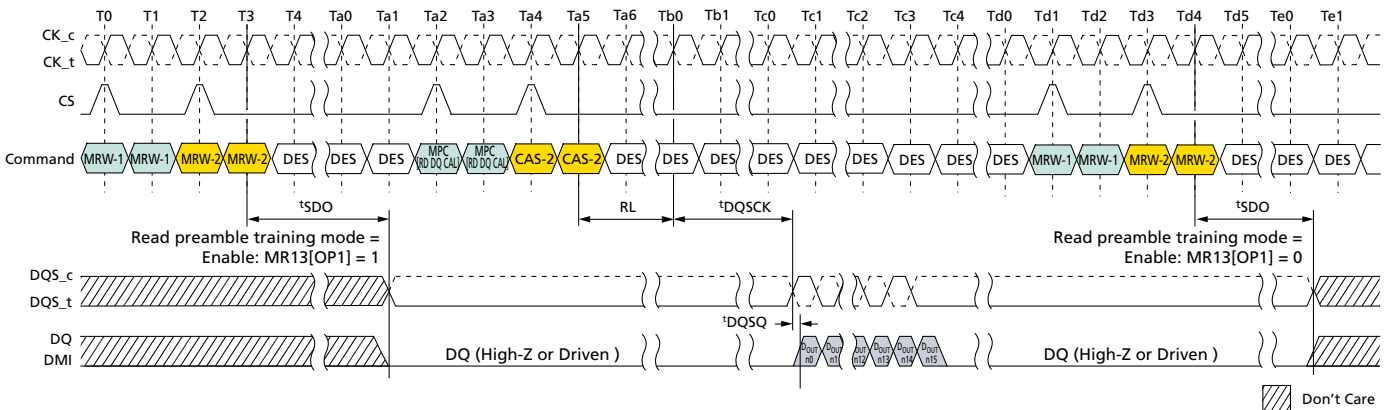 T0 T1 T2 T3 T4 Ta0 Ta1 Ta2 Ta3 Ta4 Ta5 Ta6 Tb0 Tb1 Tc0 Tc1 Tc2 Tc3 Tc4 Td0 Td1 Td2 Td3 Td4 Td5 Te0 Te1
CK_c
CK_t
CS
Command MRW-1 MRW-1 MRW-2 MRW-2 DES DES DES MPC [RD DQ CAL] MPC [RD DQ CAL] CAS-2 CAS-2 DES DES DES DES DES DES DES DES DES MRW-1 MRW-1 MRW-2 MRW-2 DES DES DES
tSDO RL tDQSCK tSDO
Read preamble training mode = Read preamble training mode =
Enable: MR13[OP1] = 1 Enable: MR13[OP1] = 0
DQS_c
DQS_t
tDQSQ
DQ
DMI
DQ (High-Z or Driven ) DOUT n0 DOUT n1 DOUT n12 DOUT n13 DOUT n14 DOUT n15 DQ (High-Z or Driven )
Don't Care